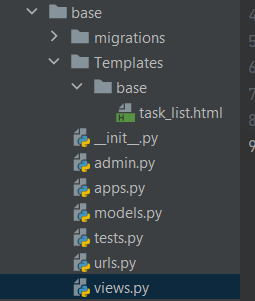 base
migrations
Templates
base
task_list.html
__init__.py
admin.py
apps.py
models.py
tests.py
urls.py
views.py